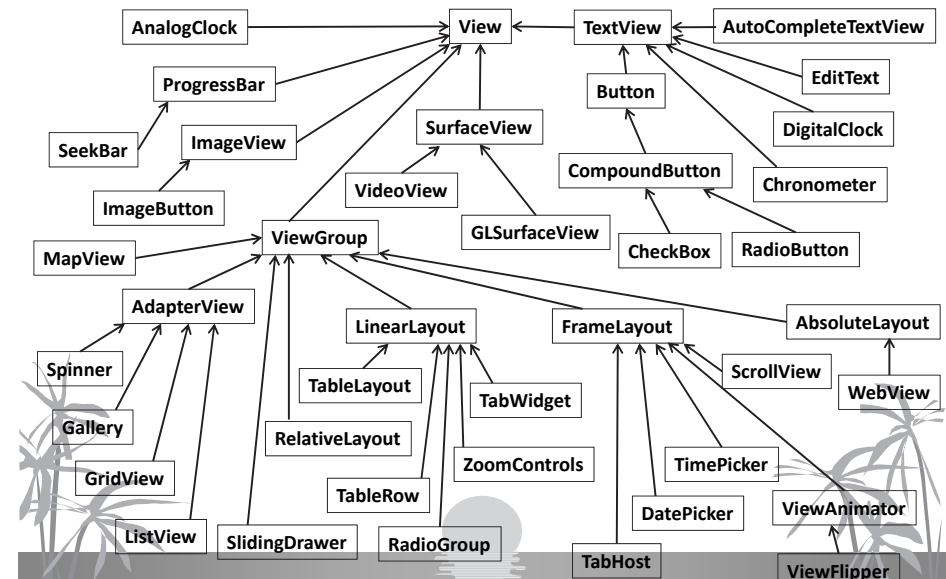 AnalogClock
View
TextView
AutoCompleteTextView
ProgressBar
Button
EditText
SeekBar
ImageView
SurfaceView
DigitalClock
ImageButton
VideoView
CompoundButton
Chronometer
MapView
ViewGroup
GLSurfaceView
CheckBox
RadioButton
AdapterView
LinearLayout
FrameLayout
AbsoluteLayout
Spinner
TableLayout
TabWidget
ScrollView
WebView
Gallery
RelativeLayout
GridView
ZoomControls
TimePicker
TableRow
DatePicker
ViewAnimator
ListView
SlidingDrawer
RadioGroup
TabHost
ViewFlipper